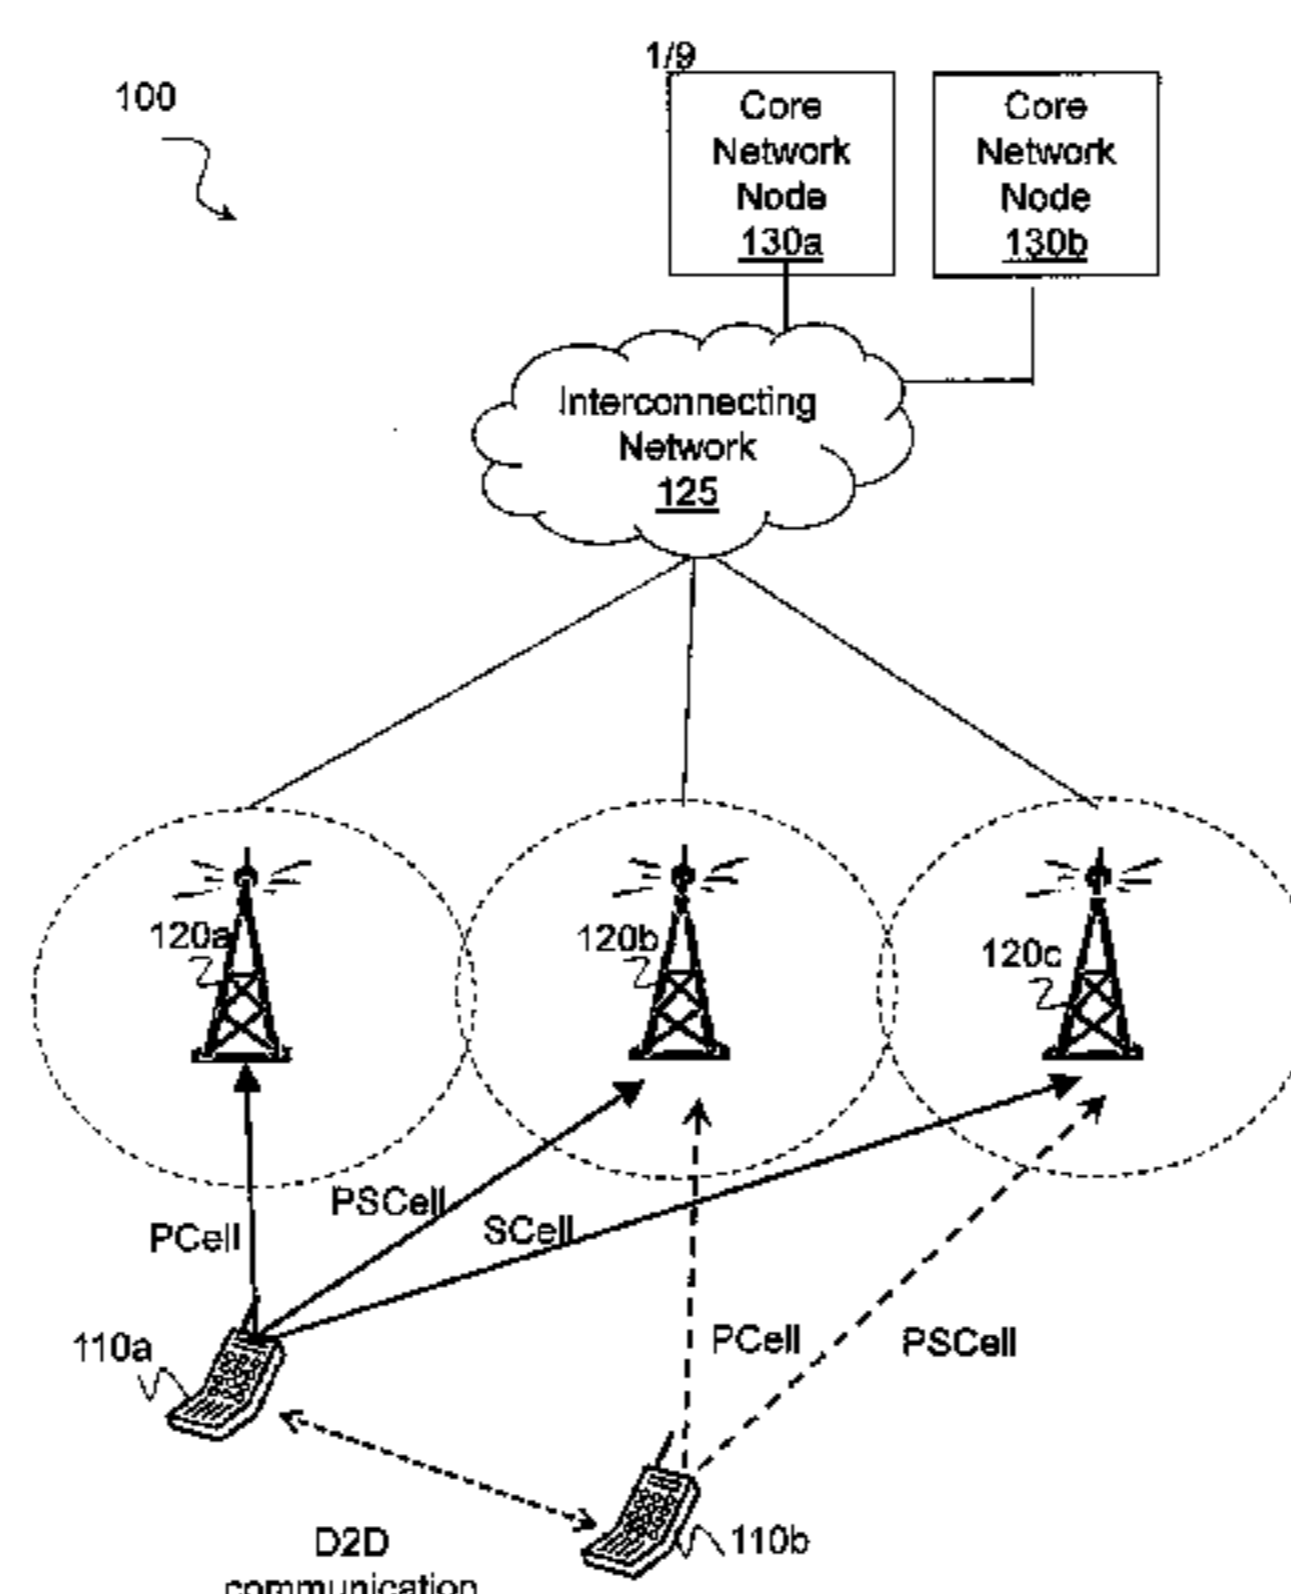 1/9
100
Core
Network
Node
130a
Core
Network
Node
130b
Interconnecting
Network
125
120a
120b
120c
PCell
PSCell
SCell
PCell
PSCell
110a
110b
D2D
communication